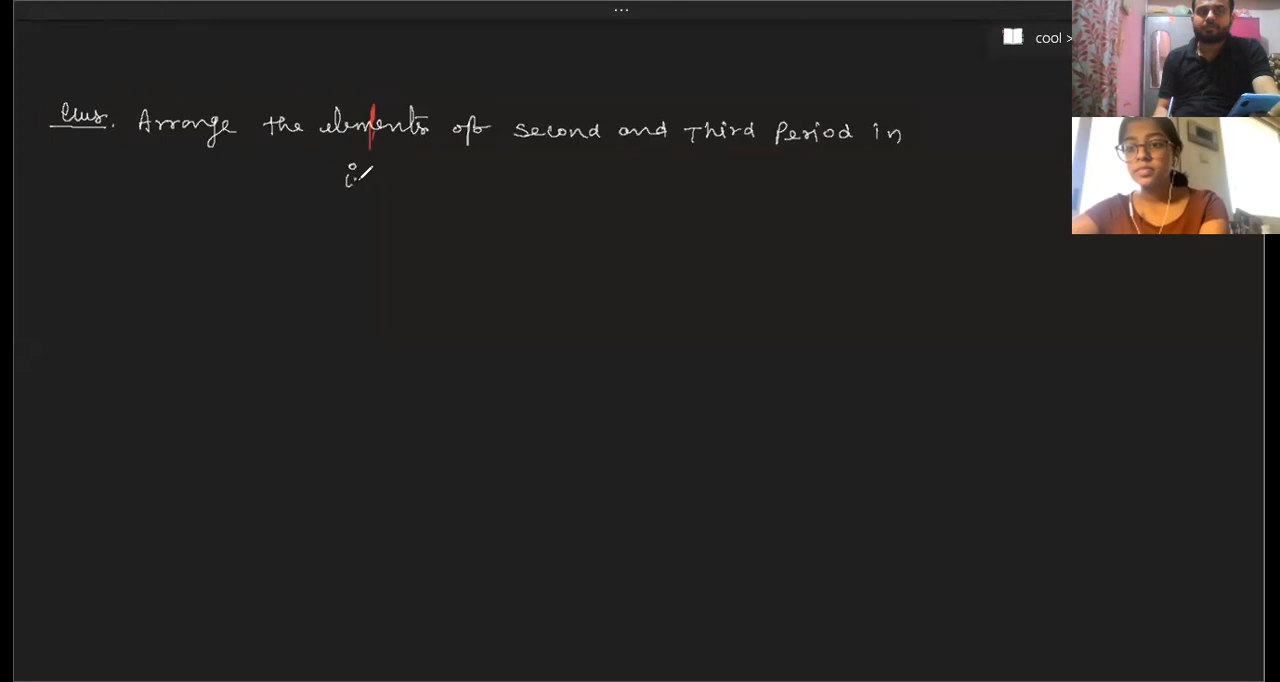 cool >
Ques. Arrange the elements of second and Third Period in
i